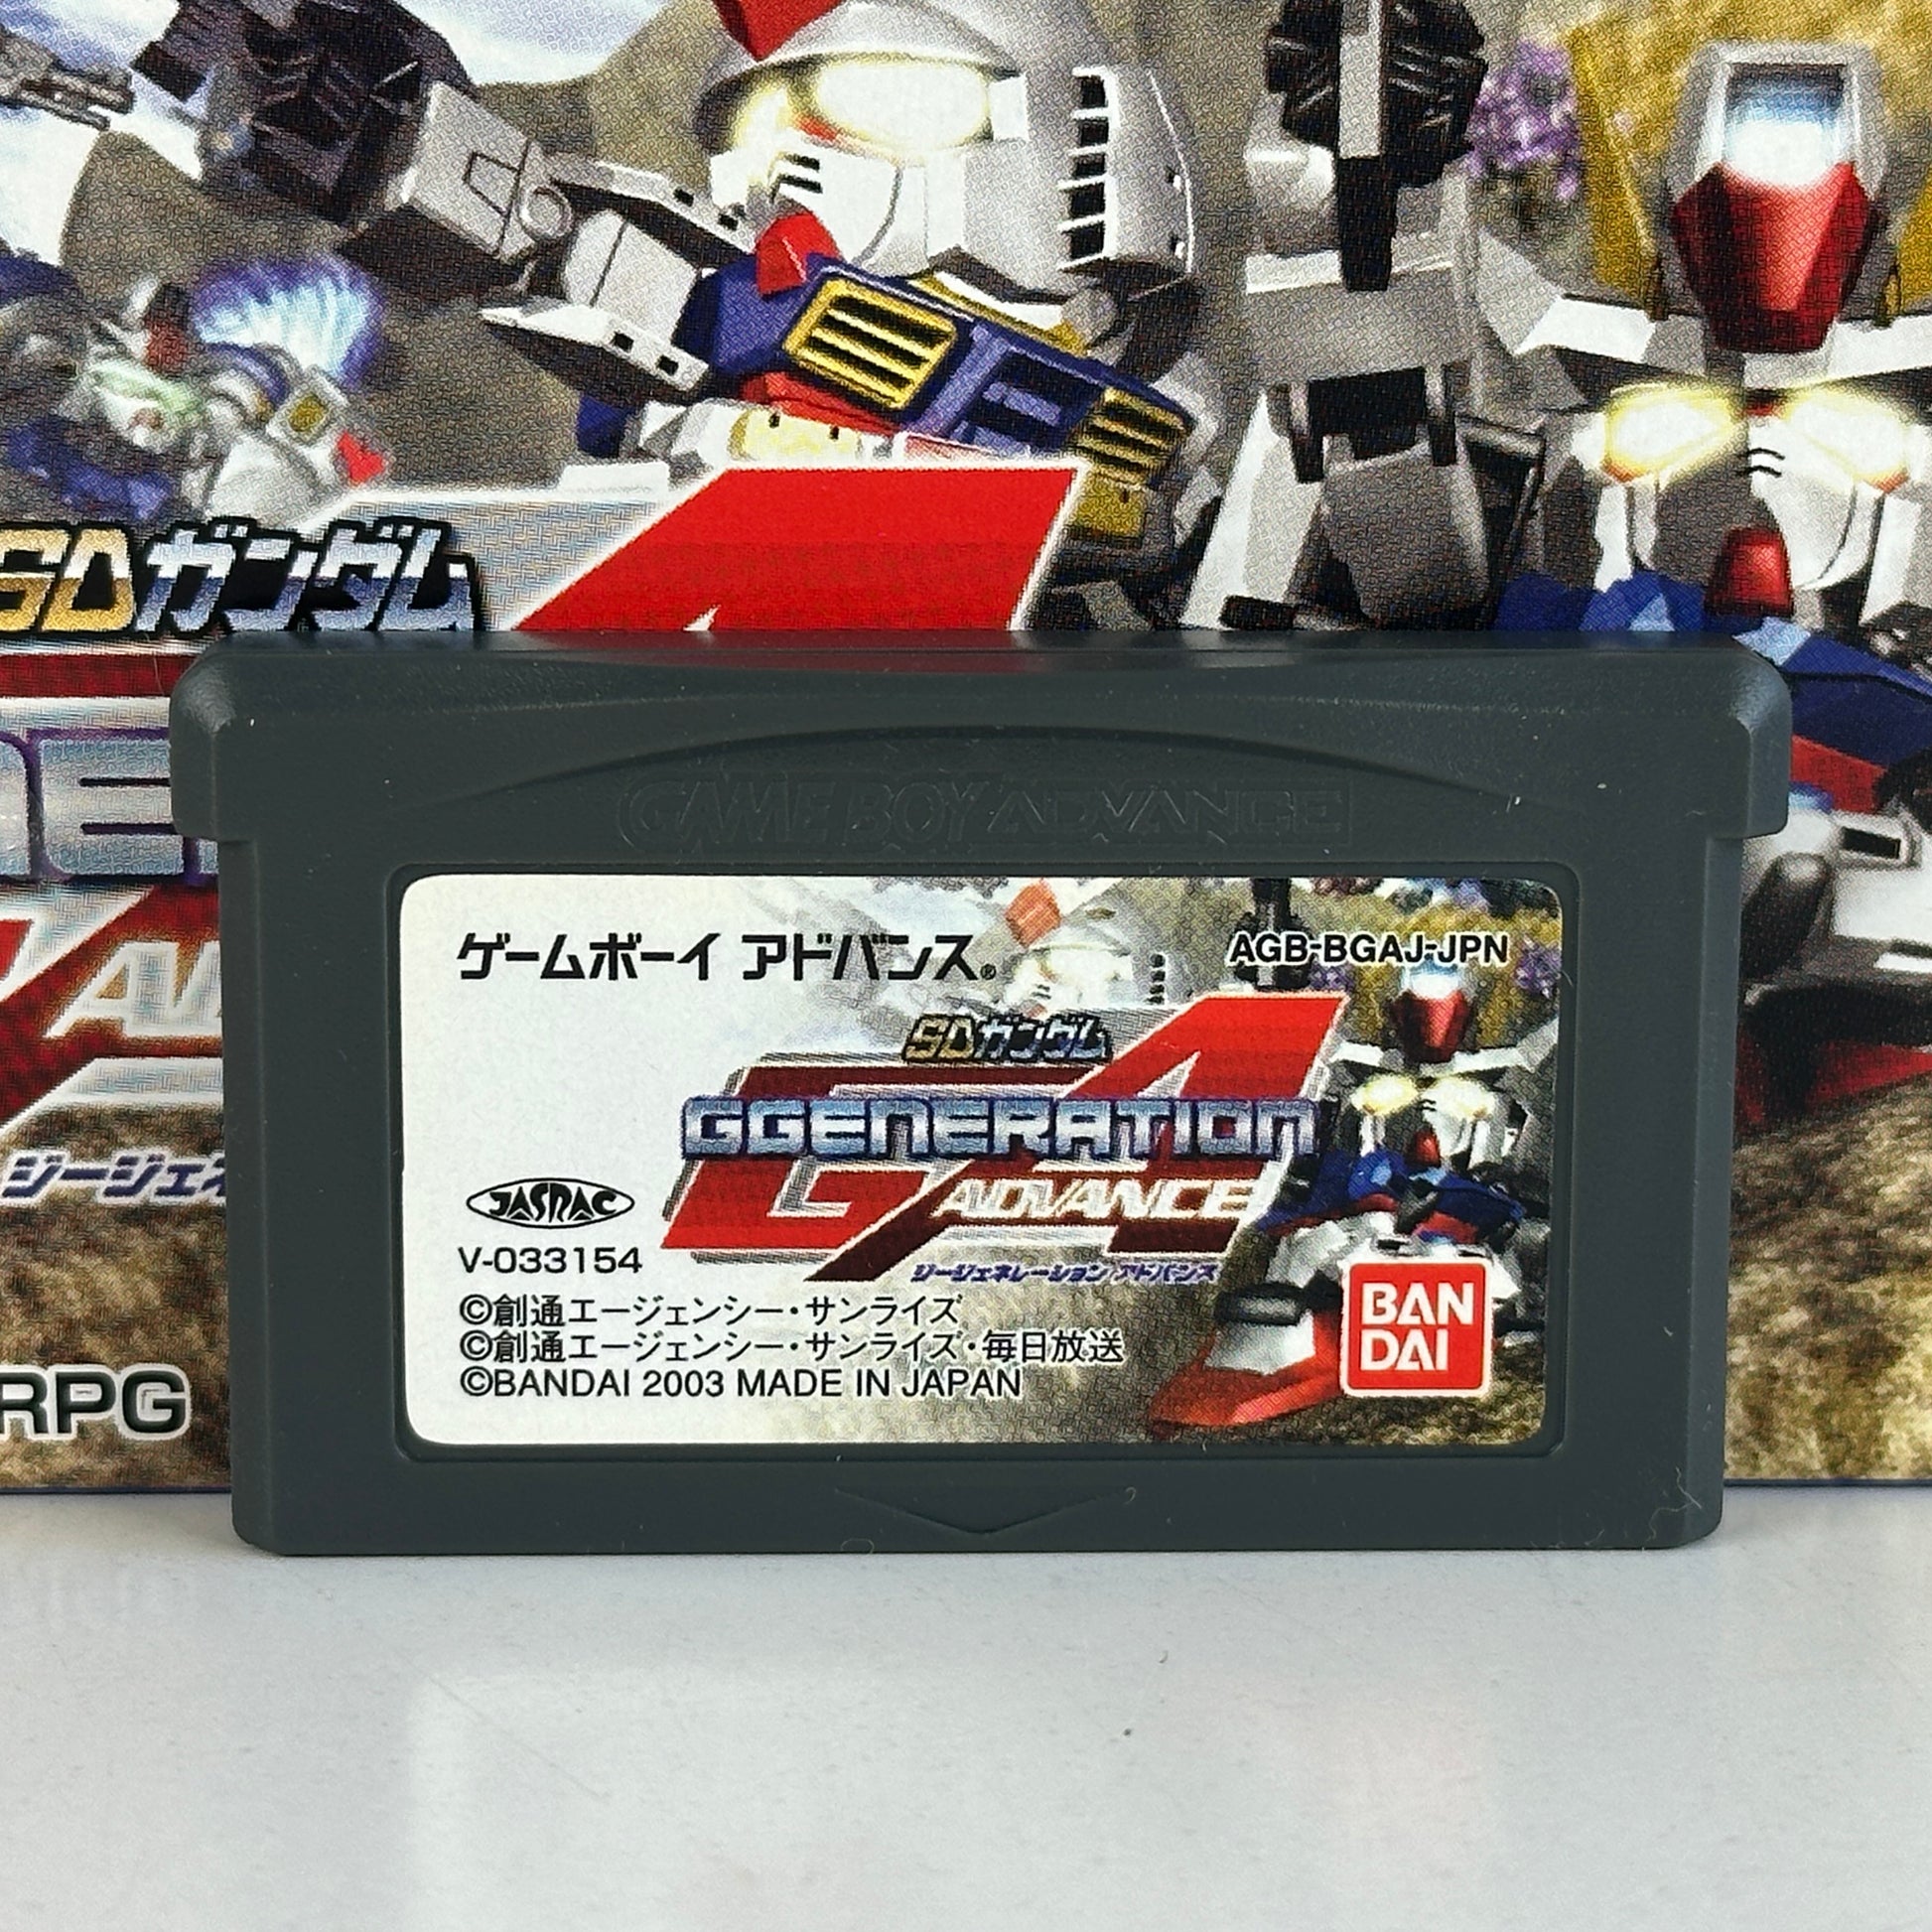 SDガンダム
RPG
GAME BOY ADVANCE
ゲームボーイ アドバンス®
AGB-BGAJ-JPN
SDガンダム
GGENERATION
ADVANCE
ジージェネレーション アドバンス
JASRAC
V-033154
©創通エージェンシー・サンライズ
©創通エージェンシー・サンライズ・毎日放送
©BANDAI 2003 MADE IN JAPAN
BAN
DAI